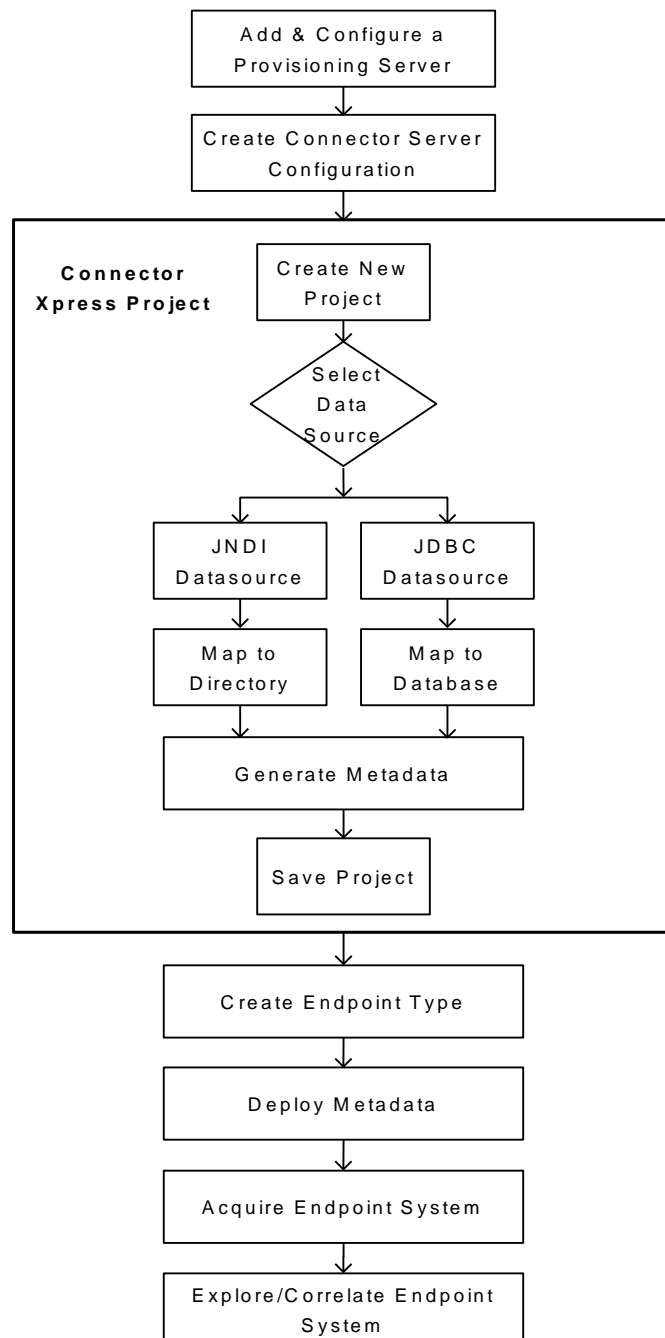 Add & Configure a
Provisioning Server
Create Connector Server
Configuration
Connector
Xpress Project
Create New
Project
Select
Data
Source
JNDI
Datasource
JDBC
Datasource
Map to
Directory
Map to
Database
Generate Metadata
Save Project
Create Endpoint Type
Deploy Metadata
Acquire Endpoint System
Explore/Correlate Endpoint
System